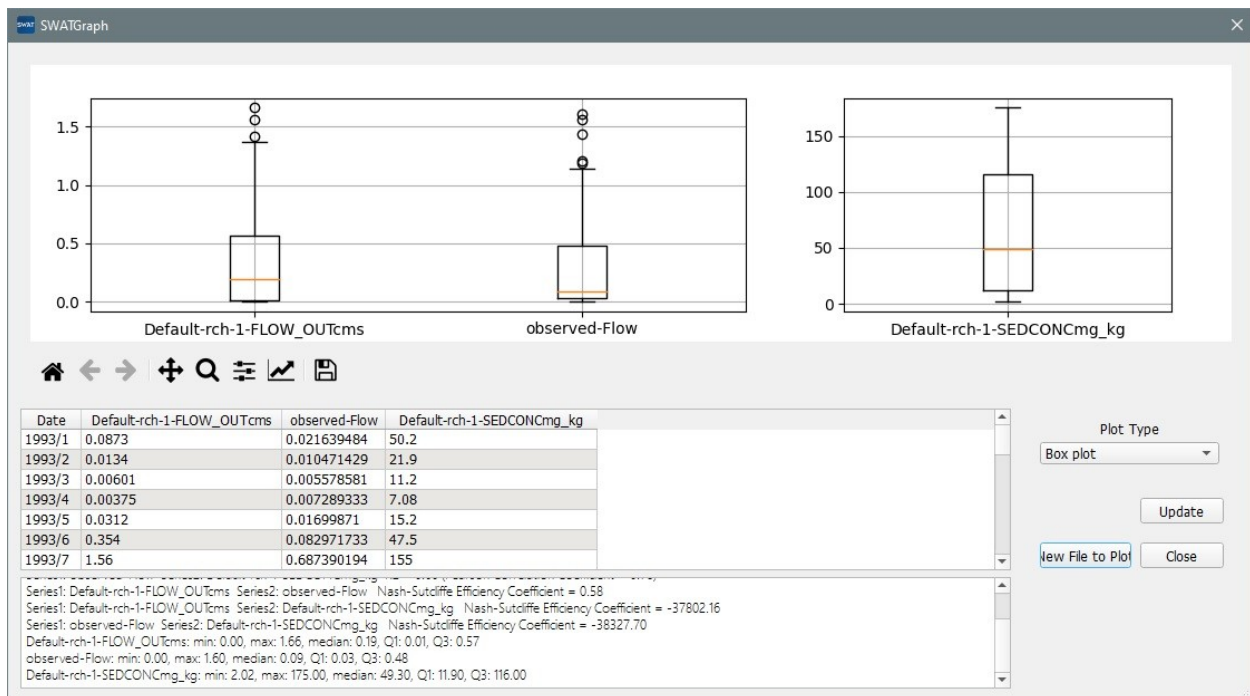 SWAT SWATGraph
1.5
1.0
0.5
0.0
Default-rch-1-FLOW_OUTcms
observed-Flow
150
100
50
0
Default-rch-1-SEDCONCmg_kg
Date Default-rch-1-FLOW_OUTcms observed-Flow Default-rch-1-SEDCONCmg_kg
1993/1 0.0873 0.021639484 50.2
1993/2 0.0134 0.010471429 21.9
1993/3 0.00601 0.005578581 11.2
1993/4 0.00375 0.007289333 7.08
1993/5 0.0312 0.01699871 15.2
1993/6 0.354 0.082971733 47.5
1993/7 1.56 0.687390194 155
Plot Type
Box plot
Update
New File to Plot
Close
Series1: Default-rch-1-FLOW_OUTcms Series2: observed-Flow Nash-Sutcliffe Efficiency Coefficient = 0.58
Series1: Default-rch-1-FLOW_OUTcms Series2: Default-rch-1-SEDCONCmg_kg Nash-Sutcliffe Efficiency Coefficient = -37802.16
Series1: observed-Flow Series2: Default-rch-1-SEDCONCmg_kg Nash-Sutcliffe Efficiency Coefficient = -38327.70
Default-rch-1-FLOW_OUTcms: min: 0.00, max: 1.66, median: 0.19, Q1: 0.01, Q3: 0.57
observed-Flow: min: 0.00, max: 1.60, median: 0.09, Q1: 0.03, Q3: 0.48
Default-rch-1-SEDCONCmg_kg: min: 2.02, max: 175.00, median: 49.30, Q1: 11.90, Q3: 116.00